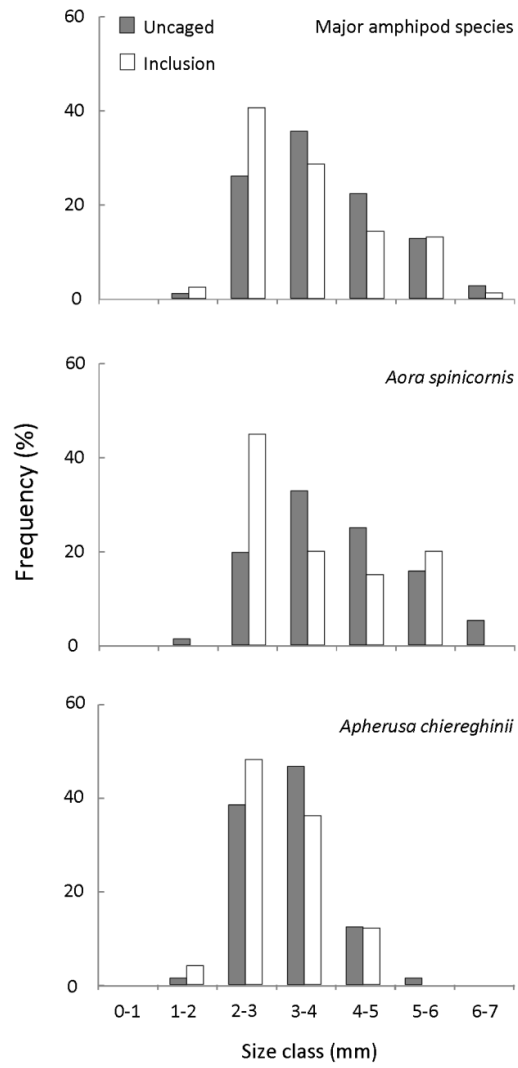 60
Uncaged
Major amphipod species
Inclusion
40
20
0
60
Aora spinicornis
40
20
0
Frequency (%)
60
Apherusa chiereghinii
40
20
0
0-1 1-2 2-3 3-4 4-5 5-6 6-7
Size class (mm)